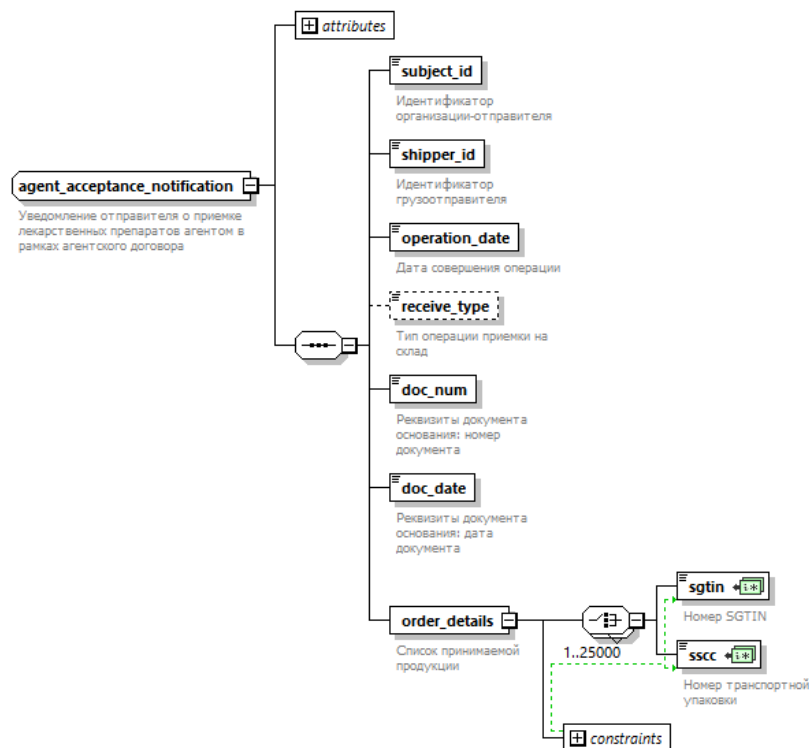 attributes
subject_id
Идентификатор
организации-отправителя
shipper_id
Идентификатор
грузоотправителя
agent_acceptance_notification
Уведомление отправителя о приемке
лекарственных препаратов агентом в
рамках агентского договора
operation_date
Дата совершения операции
receive_type
Тип операции приемки на
склад
doc_num
Реквизиты документа
основания: номер
документа
doc_date
Реквизиты документа
основания: дата
документа
order_details
Список принимаемой
продукции
1..25000
sgtin
Номер SGTIN
sscc
Номер транспортной
упаковки
constraints